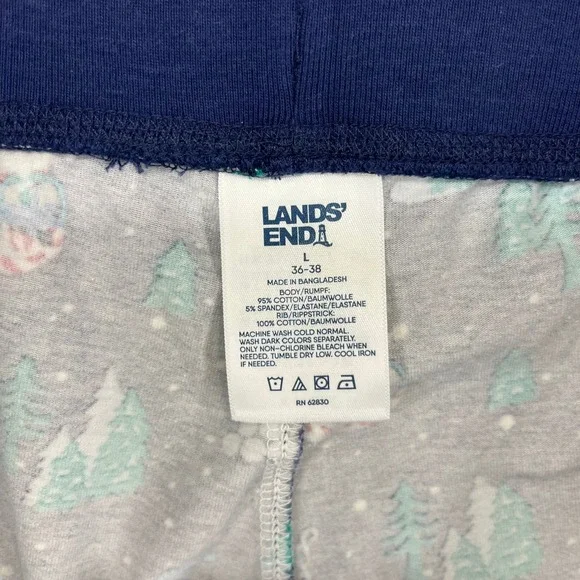 LANDS'
END
L
36-38
MADE IN BANGLADESH
BODY/RUMPF:
95% COTTON/BAUMWOLLE
5% SPANDEX/ELASTANE/ELASTANE
RIB/RIPPSTRICK:
100% COTTON/BAUMWOLLE
MACHINE WASH COLD NORMAL.
WASH DARK COLORS SEPARATELY.
ONLY NON-CHLORINE BLEACH WHEN
NEEDED. TUMBLE DRY LOW. COOL IRON
IF NEEDED.
RN 62830